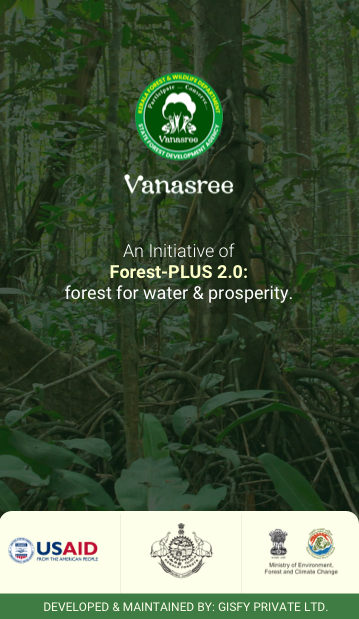 KERALA FOREST & WILDLIFE DEPARTMENT
Participate ... Conserve...
Vanasree
STATE FOREST DEVELOPMENT AGENCY
Vanasree
An Initiative of
Forest-PLUS 2.0:
forest for water & prosperity.
USAID
FROM THE AMERICAN PEOPLE
Ministry of Environment,
Forest and Climate Change
DEVELOPED & MAINTAINED BY: GISFY PRIVATE LTD.